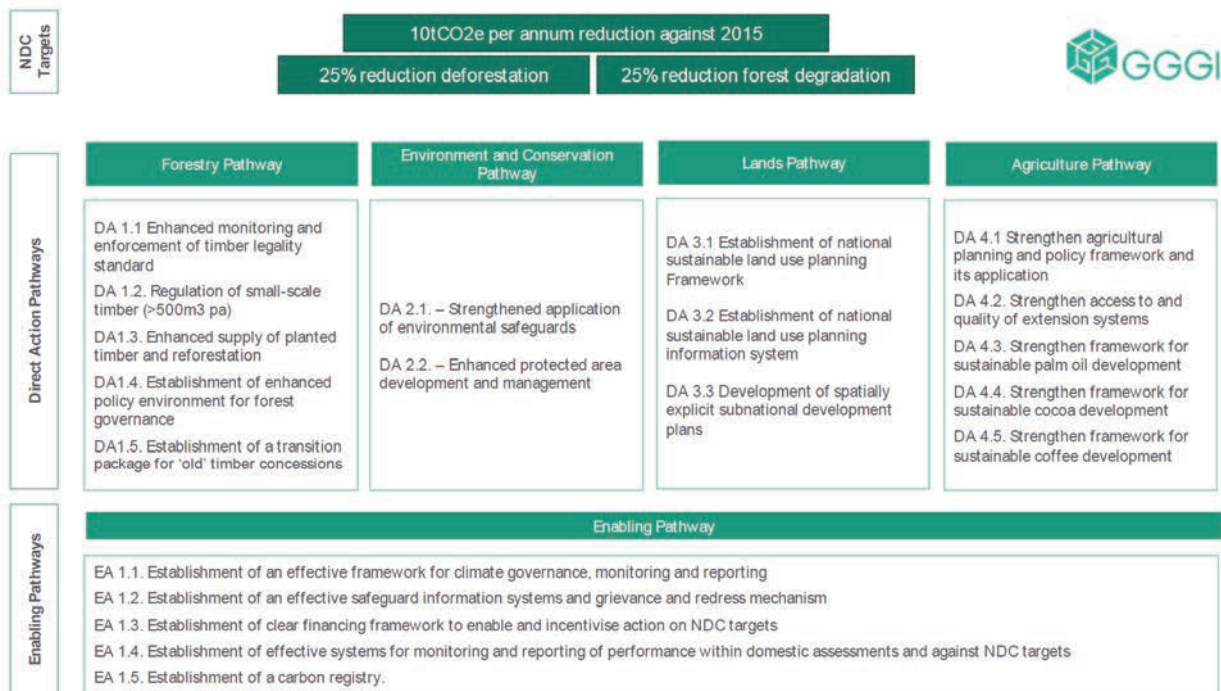 NDC
Targets
10tCO2e per annum reduction against 2015
25% reduction deforestation
25% reduction forest degradation
GGGI
Direct Action Pathways
Forestry Pathway
DA 1.1 Enhanced monitoring and
enforcement of timber legality
standard
DA 1.2. Regulation of small-scale
timber (>500m3 pa)
DA1.3. Enhanced supply of planted
timber and reforestation
DA1.4. Establishment of enhanced
policy environment for forest
governance
DA1.5. Establishment of a transition
package for 'old' timber concessions
Environment and Conservation
Pathway
DA 2.1. – Strengthened application
of environmental safeguards
DA 2.2. – Enhanced protected area
development and management
Lands Pathway
DA 3.1 Establishment of national
sustainable land use planning
Framework
DA 3.2 Establishment of national
sustainable land use planning
information system
DA 3.3 Development of spatially
explicit subnational development
plans
Agriculture Pathway
DA 4.1 Strengthen agricultural
planning and policy framework and
its application
DA 4.2. Strengthen access to and
quality of extension systems
DA 4.3. Strengthen framework for
sustainable palm oil development
DA 4.4. Strengthen framework for
sustainable cocoa development
DA 4.5. Strengthen framework for
sustainable coffee development
Enabling Pathways
Enabling Pathway
EA 1.1. Establishment of an effective framework for climate governance, monitoring and reporting
EA 1.2. Establishment of an effective safeguard information systems and grievance and redress mechanism
EA 1.3. Establishment of clear financing framework to enable and incentivise action on NDC targets
EA 1.4. Establishment of effective systems for monitoring and reporting of performance within domestic assessments and against NDC targets
EA 1.5. Establishment of a carbon registry.